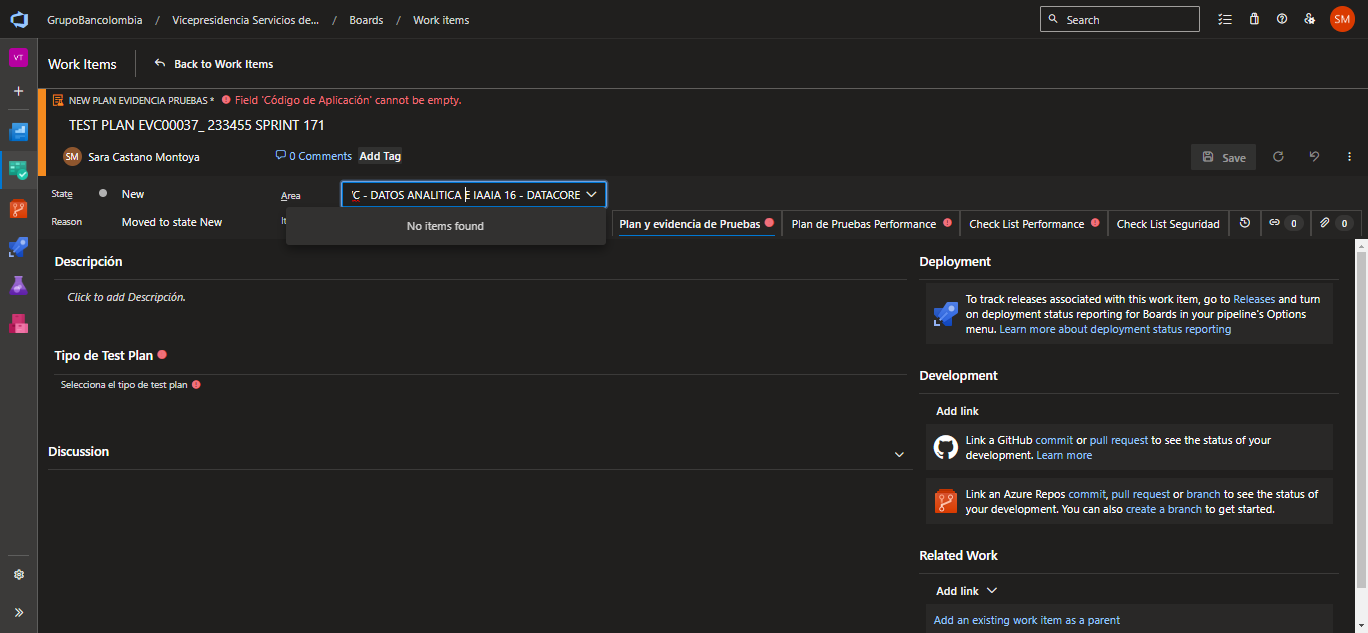 GrupoBancolombia / Vicepresidencia Servicios de... / Boards / Work items
Search
SM
VT
Work Items
Back to Work Items
NEW PLAN EVIDENCIA PRUEBAS * Field 'Código de Aplicación' cannot be empty.
TEST PLAN EVC00037_ 233455 SPRINT 171
SM Sara Castano Montoya
0 Comments Add Tag
Save
State New
Area 'C - DATOS ANALITICA E IAAIA 16 - DATACORE
Reason Moved to state New
No items found
Plan y evidencia de Pruebas
Plan de Pruebas Performance
Check List Performance
Check List Seguridad
0
0
Descripción
Click to add Descripción.
Tipo de Test Plan
Selecciona el tipo de test plan
Discussion
Deployment
To track releases associated with this work item, go to Releases and turn
on deployment status reporting for Boards in your pipeline's Options
menu. Learn more about deployment status reporting
Development
Add link
Link a GitHub commit or pull request to see the status of your
development. Learn more
Link an Azure Repos commit, pull request or branch to see the status of
your development. You can also create a branch to get started.
Related Work
Add link
Add an existing work item as a parent